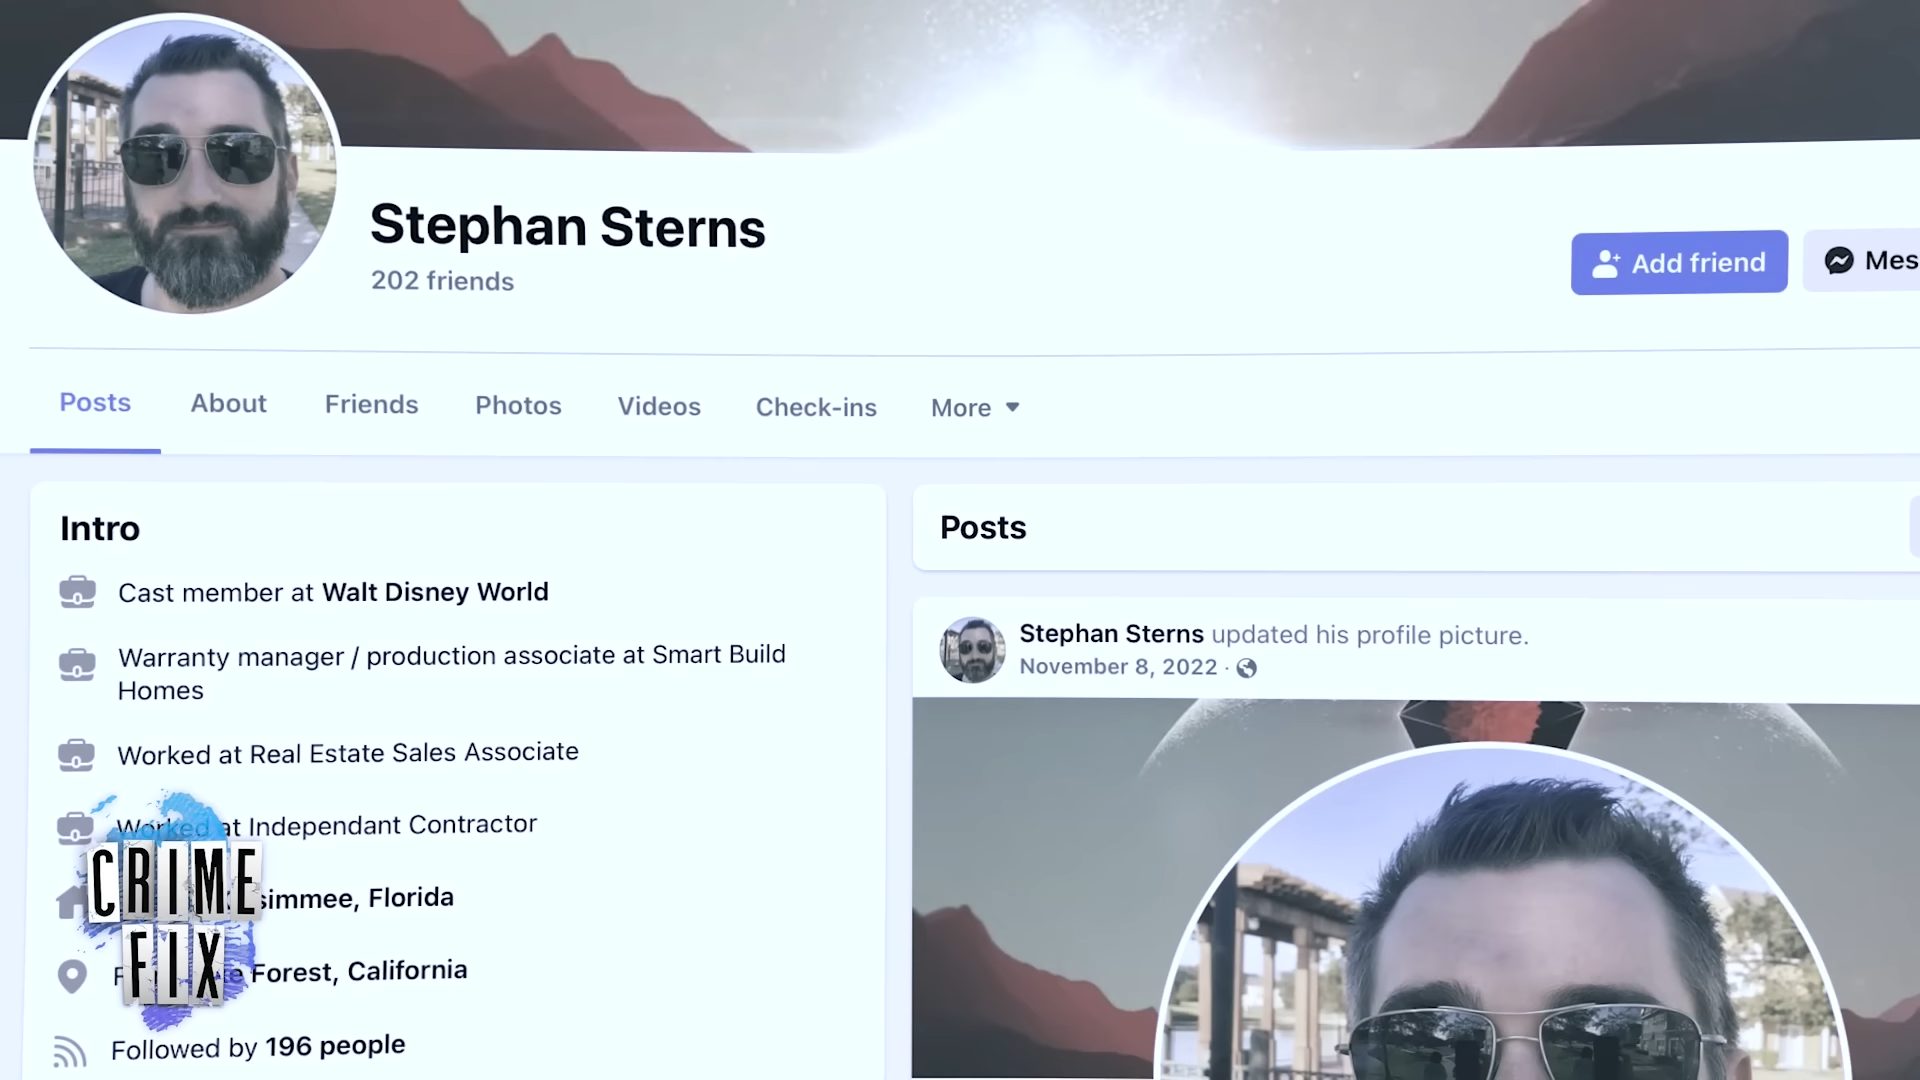 Stephan Sterns
202 friends
Add friend
Mes
Posts
About
Friends
Photos
Videos
Check-ins
More
Intro
Cast member at Walt Disney World
Warranty manager / production associate at Smart Build
Homes
Worked at Real Estate Sales Associate
Worked at Independant Contractor
simmee, Florida
Forest, California
Followed by 196 people
Posts
Stephan Sterns updated his profile picture.
November 8, 2022 ·
CRIME
FIX